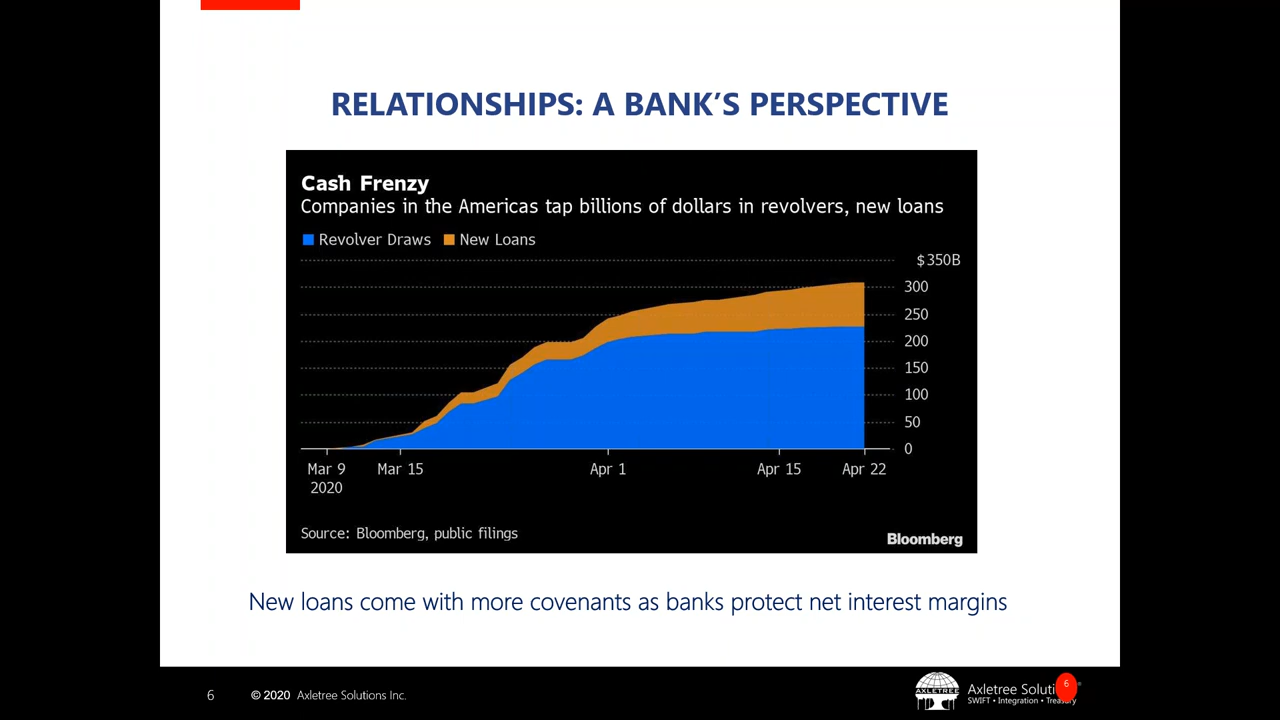 RELATIONSHIPS: A BANK'S PERSPECTIVE
Cash Frenzy
Companies in the Americas tap billions of dollars in revolvers, new loans
Revolver Draws New Loans
$350B
300
250
200
150
100
50
0
Mar 9 Mar 15 Apr 1 Apr 15 Apr 22
2020
Source: Bloomberg, public filings
Bloomberg
New loans come with more covenants as banks protect net interest margins
6 © 2020 Axletree Solutions Inc.
AXLETREE
Axletree Soluti
6
SWIFT • Integration • Treasury